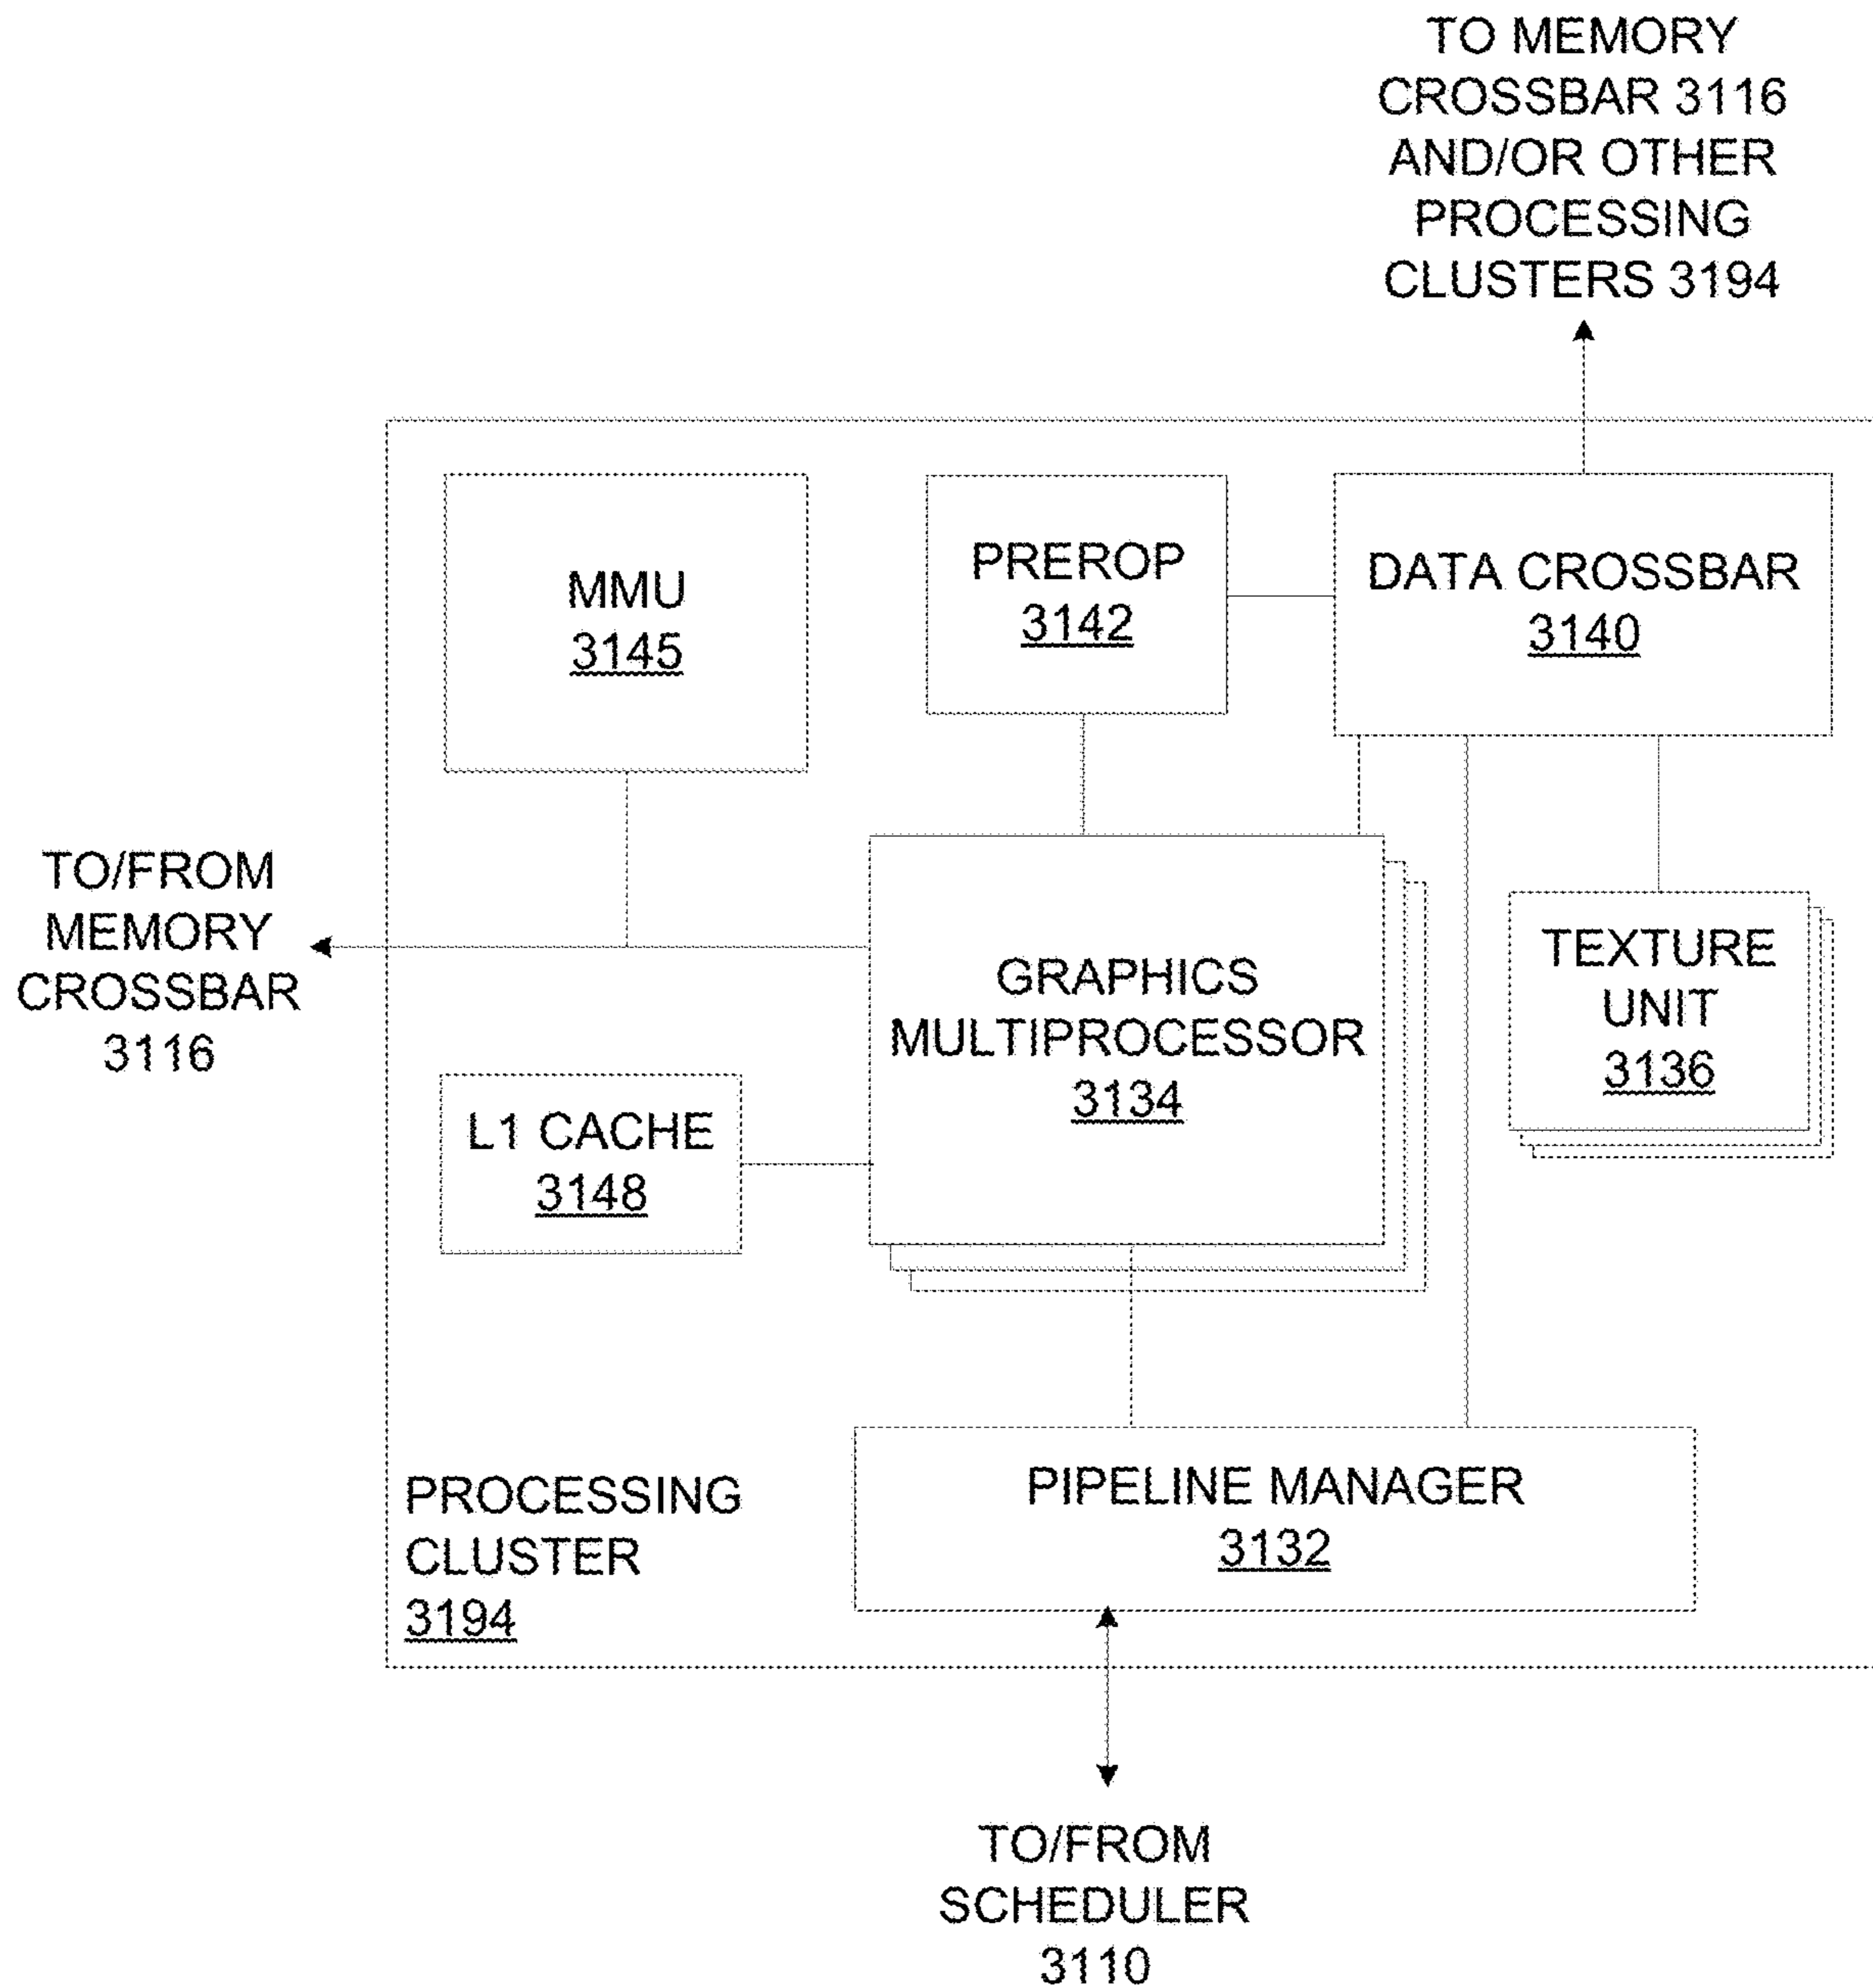 TO MEMORY
CROSSBAR 3116
AND/OR OTHER
PROCESSING
CLUSTERS 3194
MMU
3145
PREROP
3142
DATA CROSSBAR
3140
TO/FROM
MEMORY
CROSSBAR
3116
GRAPHICS
MULTIPROCESSOR
3134
TEXTURE
UNIT
3136
L1 CACHE
3148
PIPELINE MANAGER
3132
PROCESSING
CLUSTER
3194
TO/FROM
SCHEDULER
3110